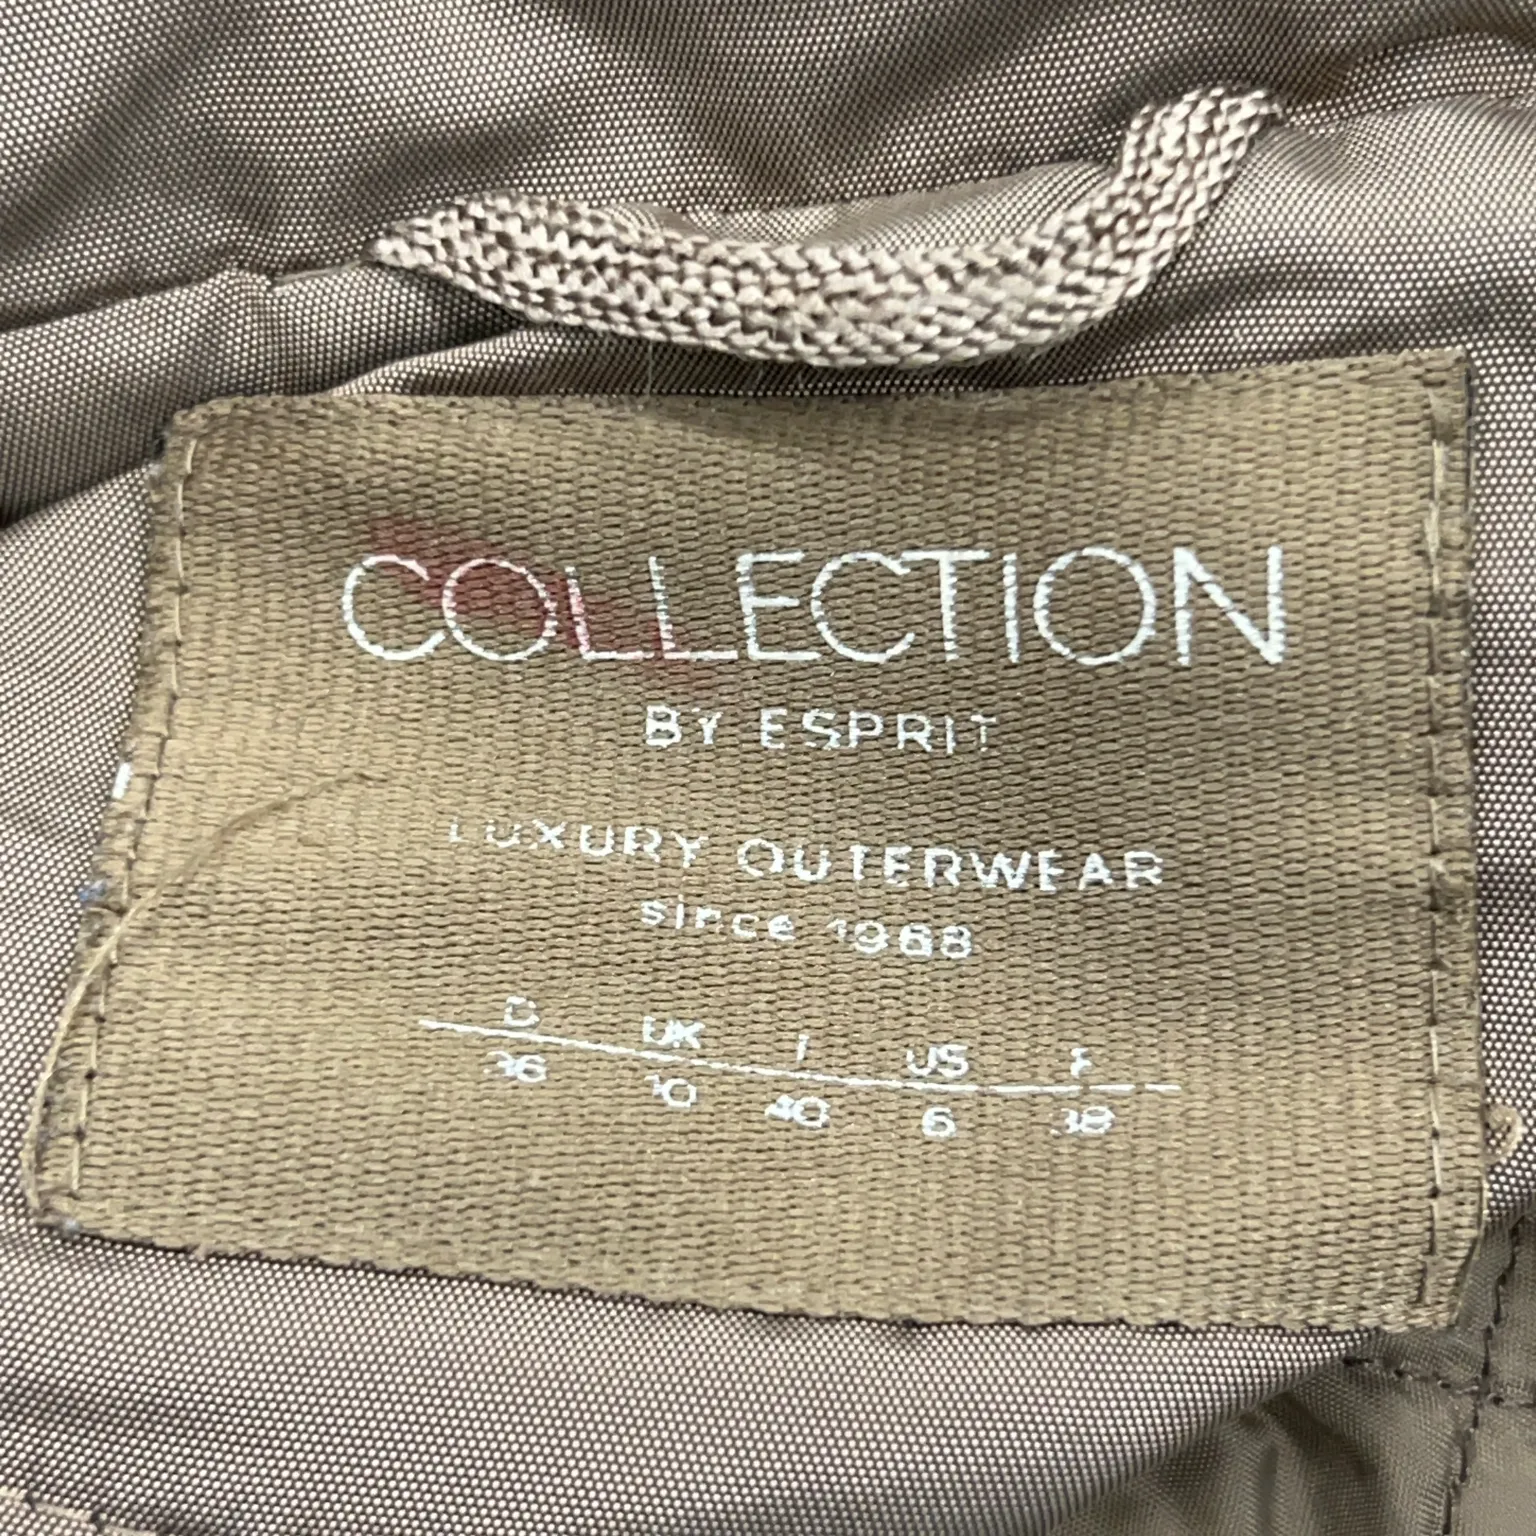 COLLECTION
BY ESPRIT
LUXURY OUTERWEAR
since 1968
D UK I US F
36 10 40 6 38